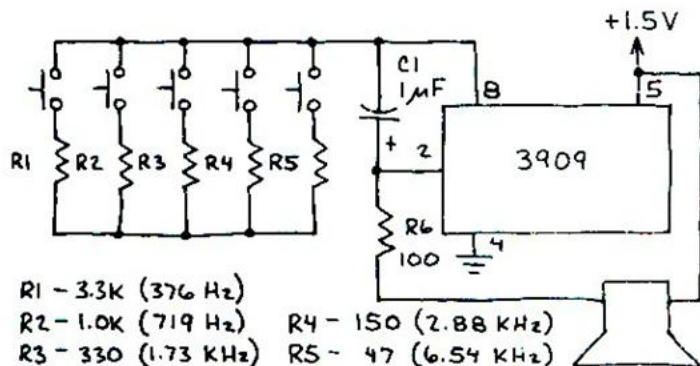 +1.5V
C1
1µF
8
5
+
2
3909
R1
R2
R3
R4
R5
R6
100
4
R1 - 3.3K (376 Hz)
R2 - 1.0K (719 Hz)
R4 - 150 (2.88 KHz)
R3 - 330 (1.73 KHz)
R5 - 47 (6.54 KHz)